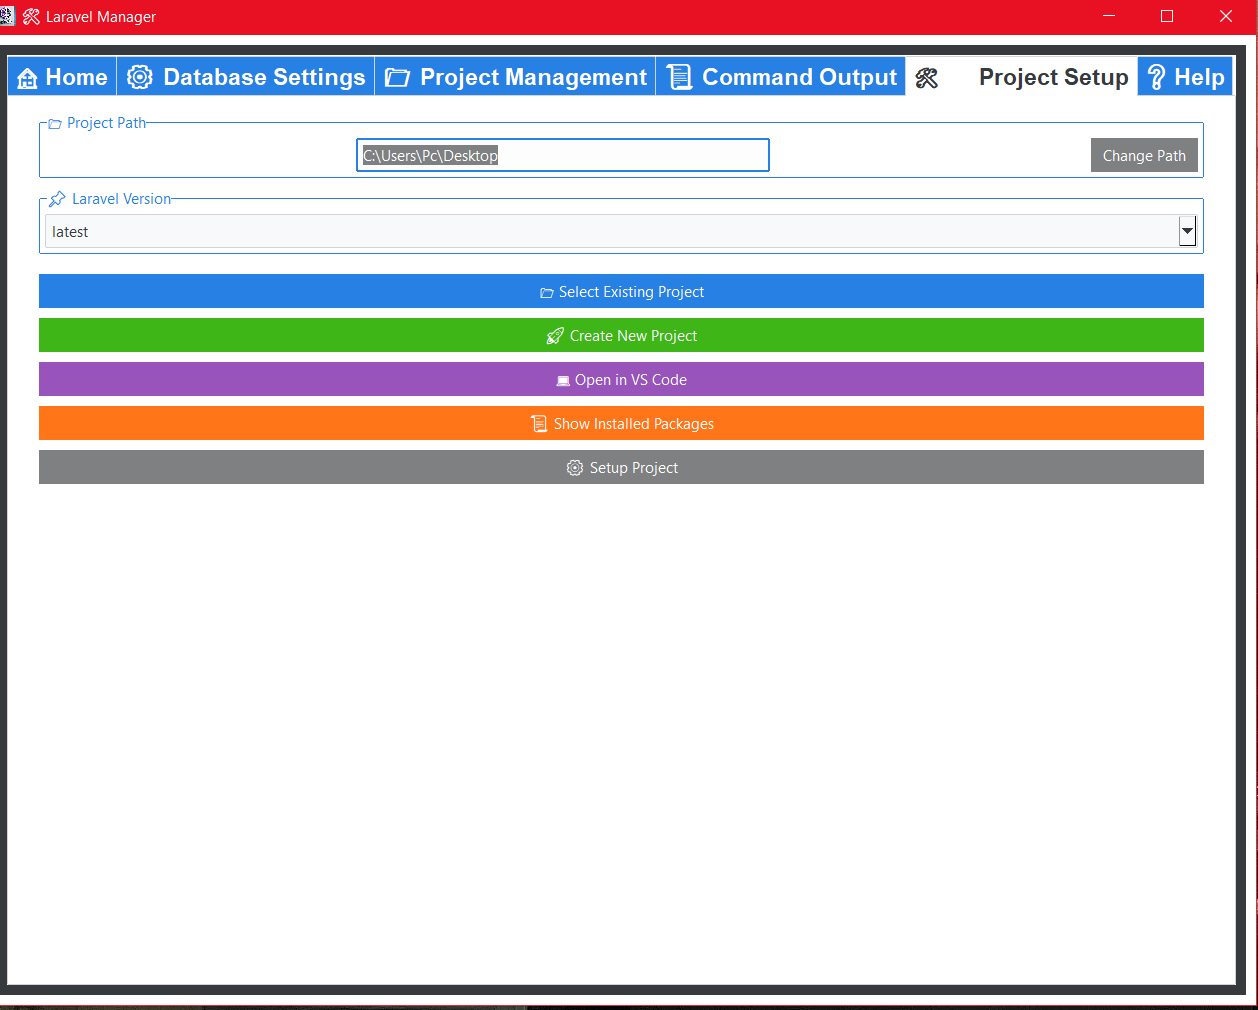 Laravel Manager
Home Database Settings Project Management Command Output Project Setup Help
Project Path
C:\Users\Pc\Desktop Change Path
Laravel Version
latest
Select Existing Project
Create New Project
Open in VS Code
Show Installed Packages
Setup Project